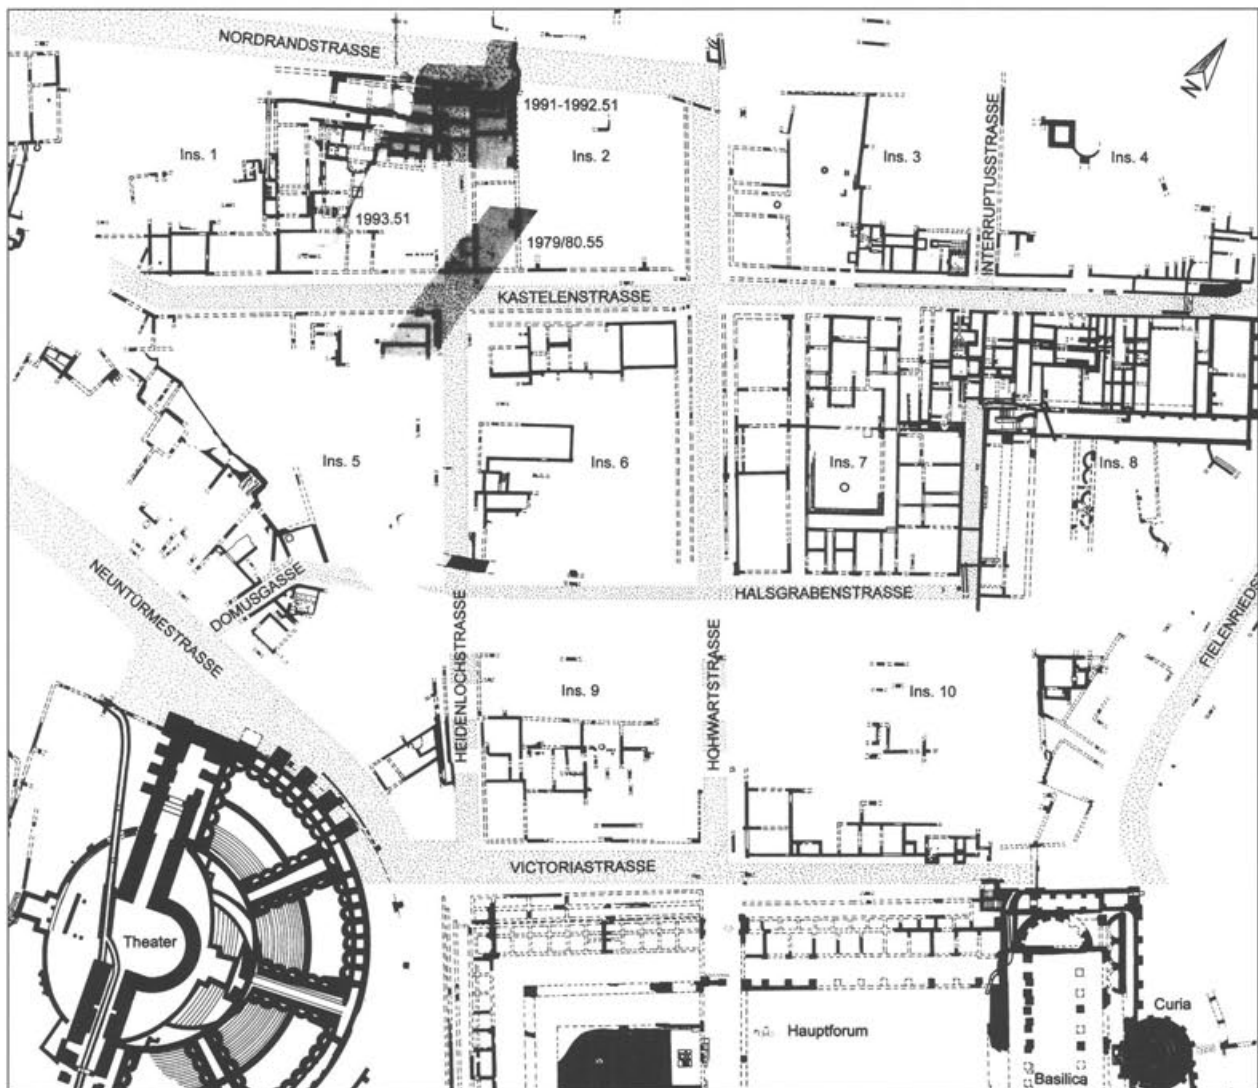 NORDRANDSTRASSE
N
1991-1992.51
Ins. 1
Ins. 2
Ins. 3
Ins. 4
INTERRUPTUSSTRASSE
1993.51
1979/80.55
KASTELENSTRASSE
Ins. 5
Ins. 6
Ins. 7
Ins. 8
NEUNTÜRMESTRASSE
DOMUSGASSE
HALSGRABENSTRASSE
FIELENRIEDS
HEIDENLOCHSTRASSE
HOHWARTSTRASSE
Ins. 9
Ins. 10
VICTORIASTRASSE
Theater
Hauptforum
Curia
Basilica